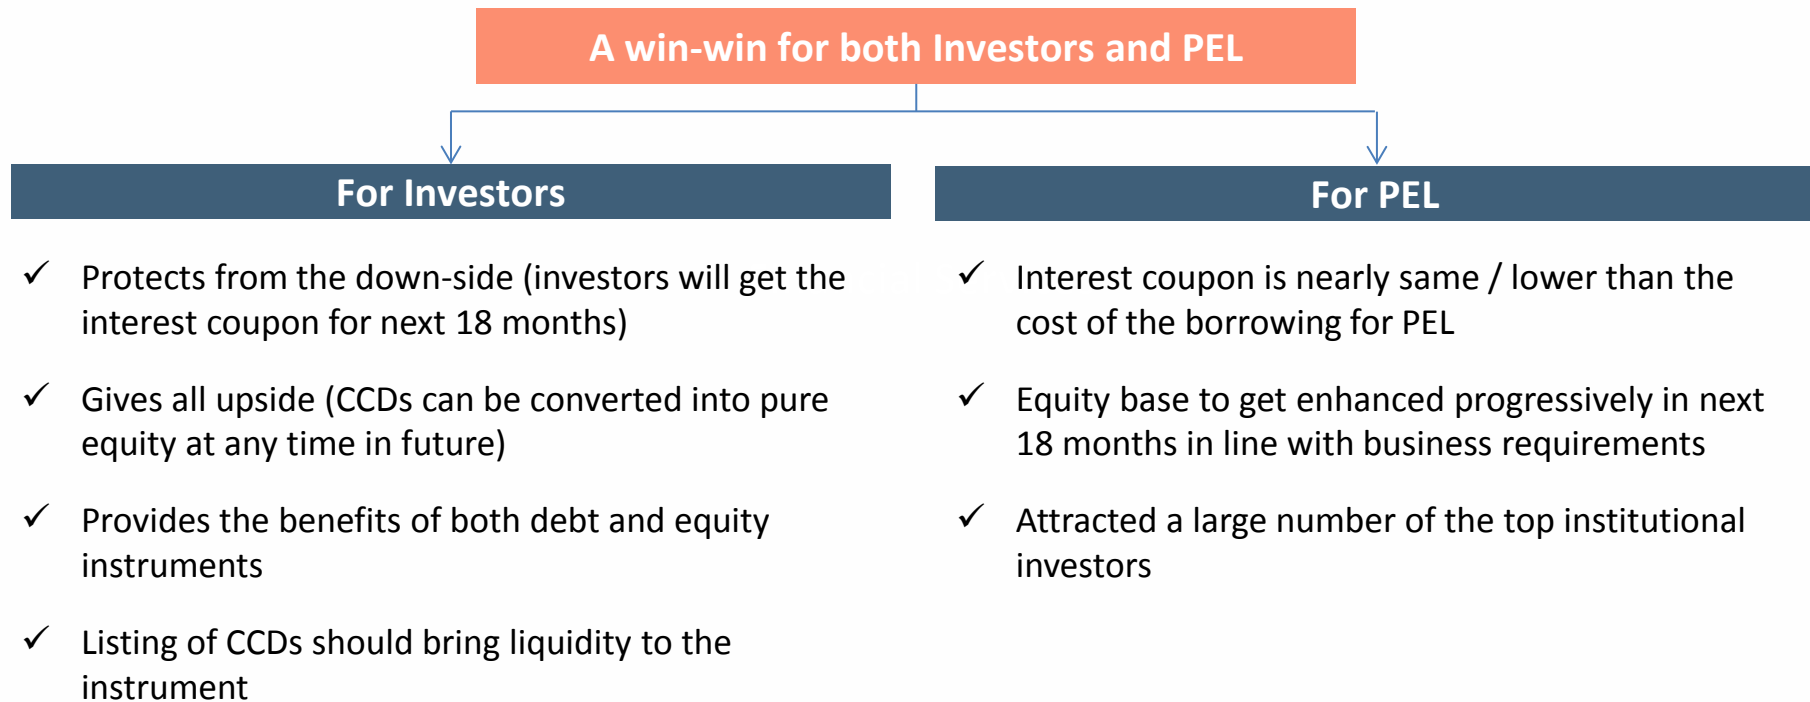 A win-win for both Investors and PEL
For Investors
✓ Protects from the down-side (investors will get the
interest coupon for next 18 months)
✓ Gives all upside (CCDs can be converted into pure
equity at any time in future)
✓ Provides the benefits of both debt and equity
instruments
✓ Listing of CCDs should bring liquidity to the
instrument
For PEL
✓ Interest coupon is nearly same / lower than the
cost of the borrowing for PEL
✓ Equity base to get enhanced progressively in next
18 months in line with business requirements
✓ Attracted a large number of the top institutional
investors